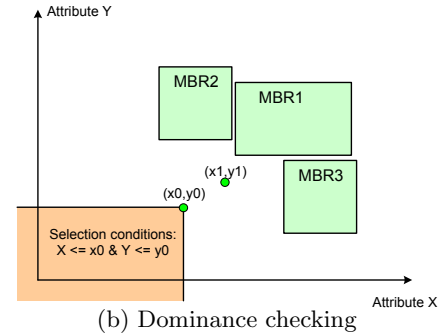 Attribute Y
MBR2
MBR1
MBR3
(x1,y1)
(x0,y0)
Selection conditions:
X <= x0 & Y <= y0
Attribute X
(b) Dominance checking